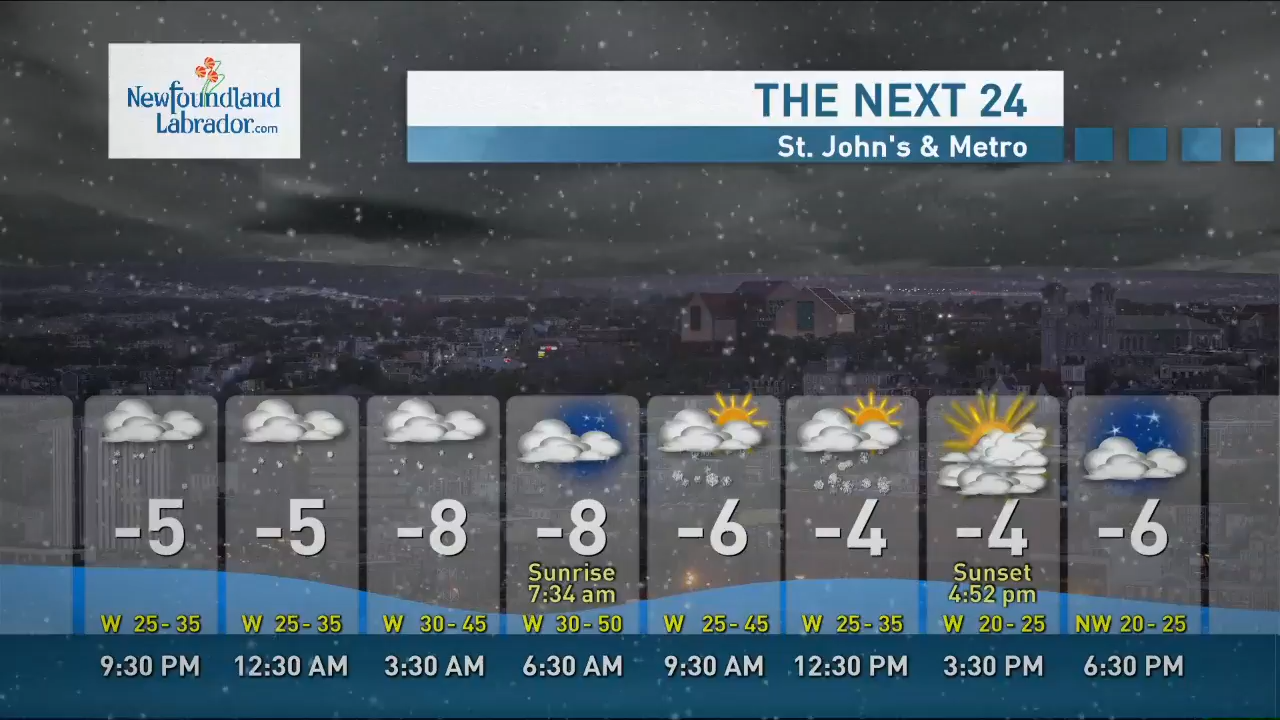 Newfoundland
Labrador.com
THE NEXT 24
St. John's & Metro
-5 -5 -8 -8 -6 -4 -4 -6
Sunrise Sunset
7:34 am 4:52 pm
W 25-35 W 25-35 W 30-45 W 30-50 W 25-45 W 25-35 W 20-25 NW 20-25
9:30 PM 12:30 AM 3:30 AM 6:30 AM 9:30 AM 12:30 PM 3:30 PM 6:30 PM